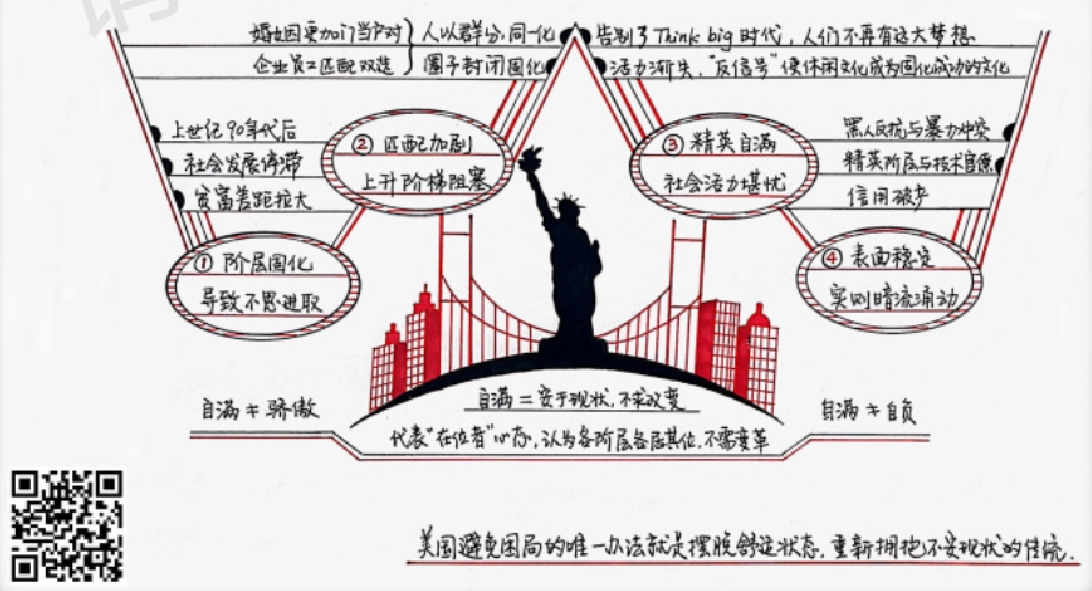 婚姻更加门当户对
企业员工匹配双选
人以群分,同一化
圈子封闭固化
告别了Think big时代,人们不再有远大梦想
活力渐失,“反信号”使休闲文化成为固化成功的文化
上世纪90年代后
社会发展停滞
贫富差距拉大
① 阶层固化
导致不思进取
② 匹配加剧
上升阶梯阻塞
③ 精英自满
社会活力堪忧
黑人反抗与暴力冲突
精英阶层与技术官僚
信用破产
④ 表面稳定
实则暗流涌动
自满≠骄傲
自满=安于现状,不求改变
代表“在位者”心态,认为各阶层各居其位,不需变革
自满≠自负
美国避免困局的唯一办法就是摆脱舒适状态,重新拥抱不安现状的传统.